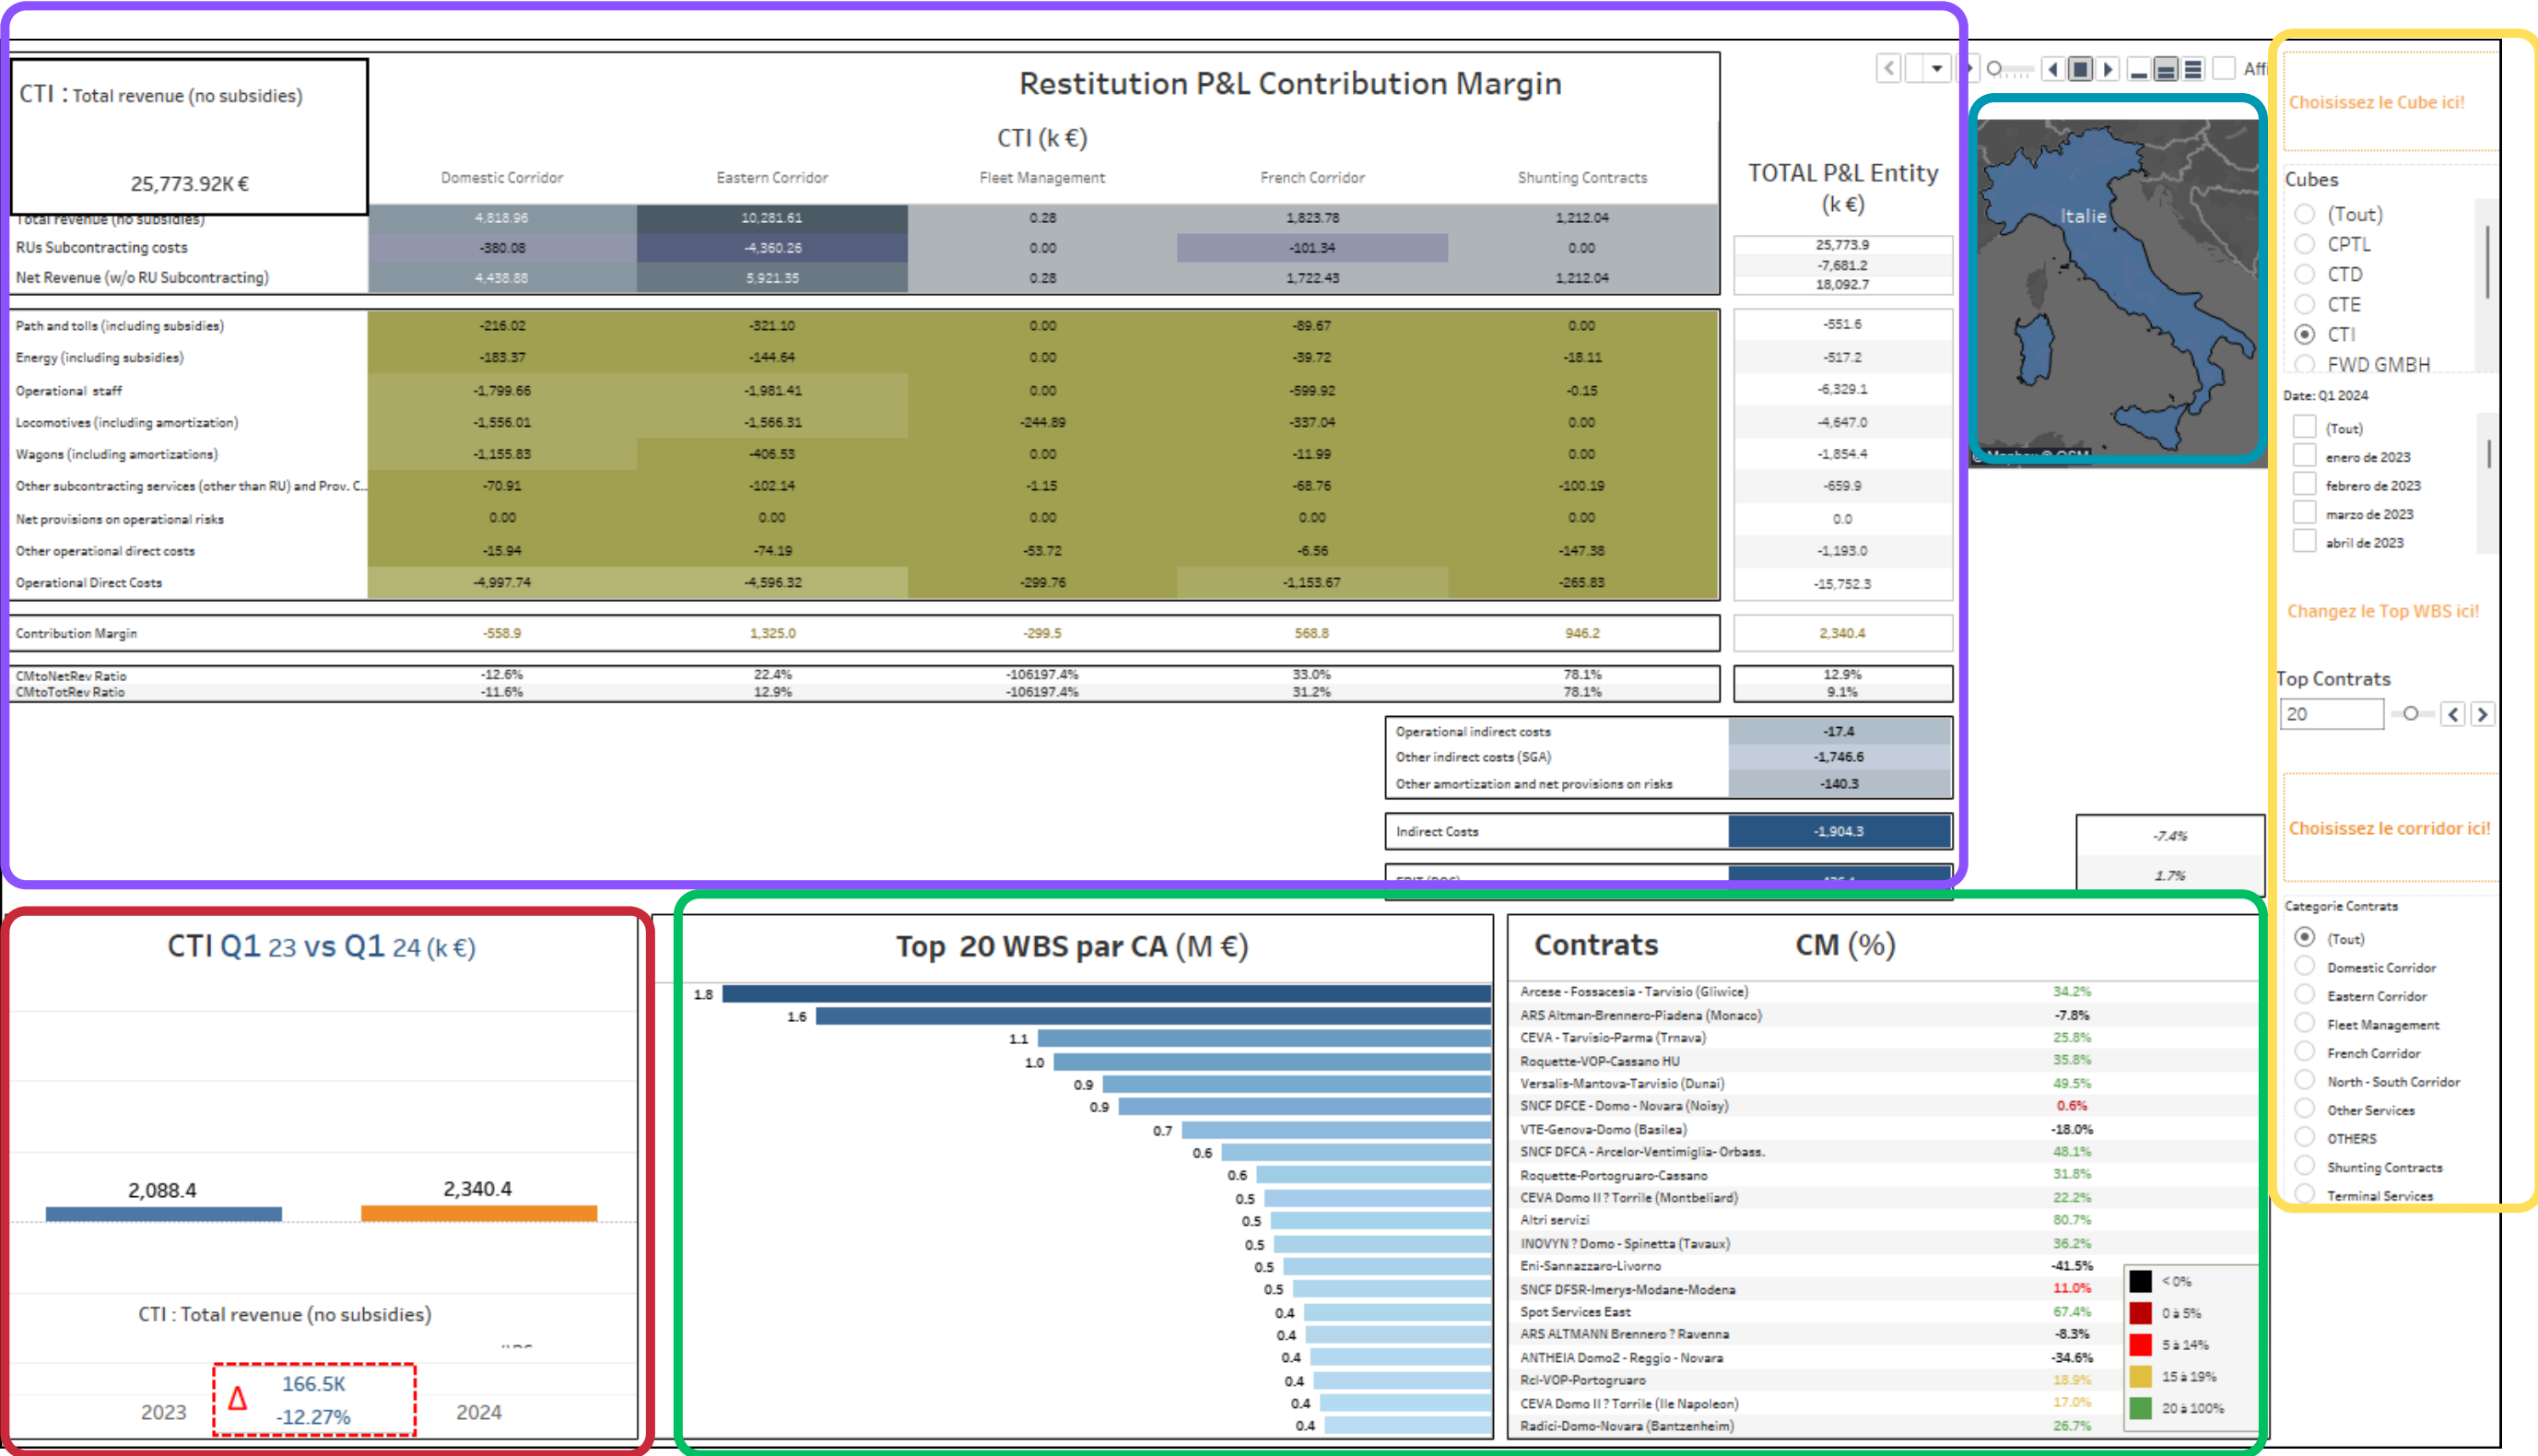 Restitution P&L Contribution Margin
CTI : Total revenue (no subsidies)
25,773.92K €
CTI (k €)
Domestic Corridor Eastern Corridor Fleet Management French Corridor Shunting Contracts
TOTAL P&L Entity
(k €)
Total revenue (no subsidies) 4,818.96 10,281.61 0.28 1,823.78 1,212.04 25,773.9
RUs Subcontracting costs -380.08 -4,360.26 0.00 -101.34 0.00 -7,681.2
Net Revenue (w/o RU Subcontracting) 4,438.88 5,921.35 0.28 1,722.43 1,212.04 18,092.7
Path and tolls (including subsidies) -216.02 -321.10 0.00 -89.67 0.00 -551.6
Energy (including subsidies) -183.37 -144.64 0.00 -39.72 -18.11 -517.2
Operational staff -1,799.66 -1,981.41 0.00 -599.92 -0.15 -6,329.1
Locomotives (including amortization) -1,556.01 -1,566.31 -244.89 -337.04 0.00 -4,647.0
Wagons (including amortizations) -1,155.83 -406.53 0.00 -11.99 0.00 -1,854.4
Other subcontracting services (other than RU) and Prov. C.. -70.91 -102.14 -1.15 -68.76 -100.19 -659.9
Net provisions on operational risks 0.00 0.00 0.00 0.00 0.00 0.0
Other operational direct costs -15.94 -74.19 -53.72 -6.56 -147.38 -1,193.0
Operational Direct Costs -4,997.74 -4,596.32 -299.76 -1,153.67 -265.83 -15,752.3
Contribution Margin -558.9 1,325.0 -299.5 568.8 946.2 2,340.4
CMtoNetRev Ratio -12.6% 22.4% -106197.4% 33.0% 78.1% 12.9%
CMtoTotRev Ratio -11.6% 12.9% -106197.4% 31.2% 78.1% 9.1%
Operational indirect costs -17.4
Other indirect costs (SGA) -1,746.6
Other amortization and net provisions on risks -140.3
Indirect Costs -1,904.3
-7.4%
1.7%
Italie
Choisissez le Cube ici!
Cubes
(Tout)
CPTL
CTD
CTE
CTI
FWD GMBH
Date: Q1 2024
(Tout)
enero de 2023
febrero de 2023
marzo de 2023
abril de 2023
Changez le Top WBS ici!
Top Contrats
20
Choisissez le corridor ici!
Categorie Contrats
(Tout)
Domestic Corridor
Eastern Corridor
Fleet Management
French Corridor
North - South Corridor
Other Services
OTHERS
Shunting Contracts
Terminal Services
CTI Q1 23 vs Q1 24 (k €)
2,088.4 2,340.4
CTI : Total revenue (no subsidies)
Δ 166.5K
-12.27%
2023 2024
Top 20 WBS par CA (M €)
1.8
1.6
1.1
1.0
0.9
0.9
0.7
0.6
0.6
0.5
0.5
0.5
0.5
0.5
0.4
0.4
0.4
0.4
0.4
0.4
Contrats CM (%)
Arcese - Fossacesia - Tarvisio (Gliwice) 34.2%
ARS Altman-Brennero-Piadena (Monaco) -7.8%
CEVA - Tarvisio-Parma (Trnava) 25.8%
Roquette-VOP-Cassano HU 35.8%
Versalis-Mantova-Tarvisio (Dunai) 49.5%
SNCF DFCE - Domo - Novara (Noisy) 0.6%
VTE-Genova-Domo (Basilea) -18.0%
SNCF DFCA - Arcelor-Ventimiglia- Orbass. 48.1%
Roquette-Portogruaro-Cassano 31.8%
CEVA Domo II ? Torrile (Montbeliard) 22.2%
Altri servizi 80.7%
INOVYN ? Domo - Spinetta (Tavaux) 36.2%
Eni-Sannazzaro-Livorno -41.5%
SNCF DFSR-Imerys-Modane-Modena 11.0%
Spot Services East 67.4%
ARS ALTMANN Brennero ? Ravenna -8.3%
ANTHEIA Domo2 - Reggio - Novara -34.6%
Rcl-VOP-Portogruaro 18.9%
CEVA Domo II ? Torrile (Ile Napoleon) 17.0%
Radici-Domo-Novara (Bantzenheim) 26.7%
< 0%
0 à 5%
5 à 14%
15 à 19%
20 à 100%